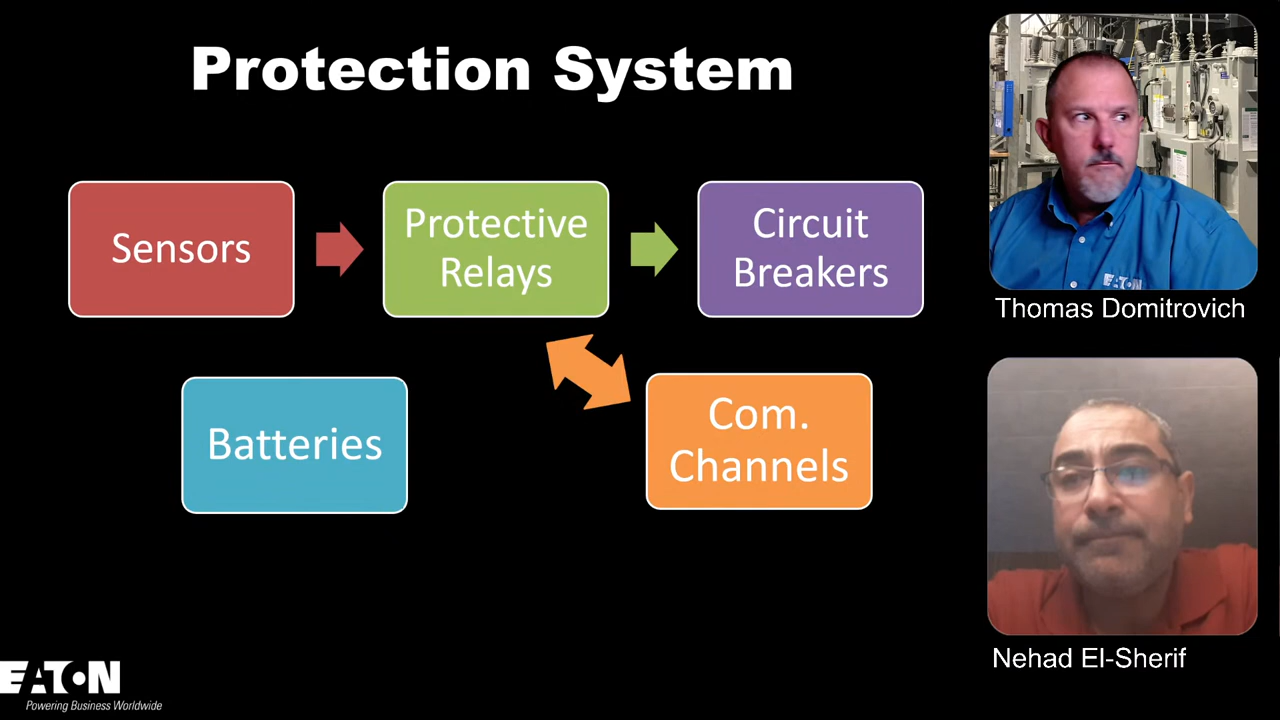 Protection System
Sensors
Protective
Relays
Circuit
Breakers
Batteries
Com.
Channels
EATON
Thomas Domitrovich
Nehad El-Sherif
EATON
Powering Business Worldwide